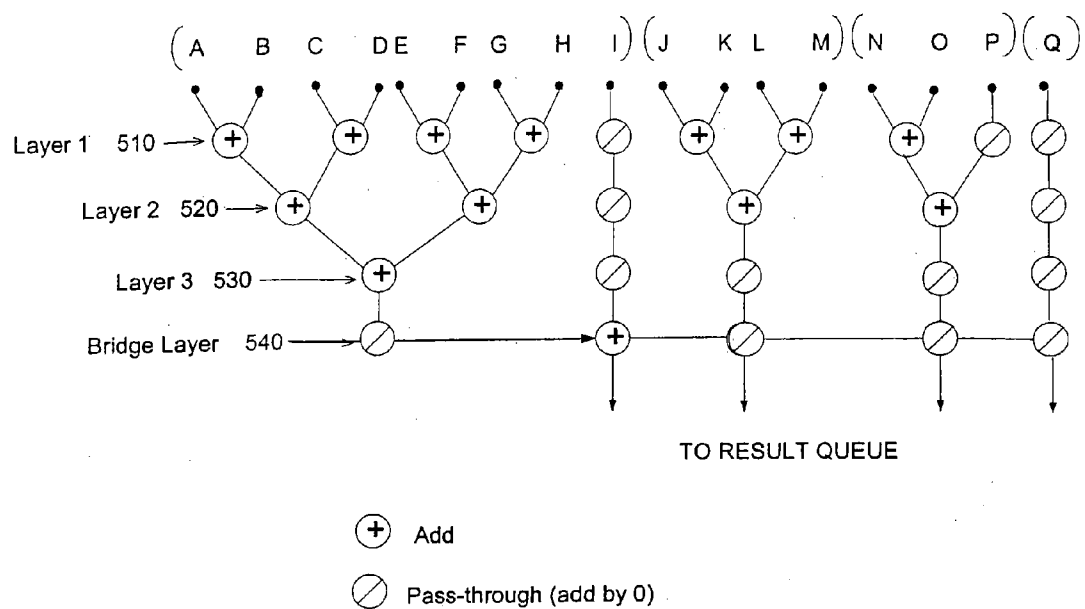 (A B C D E F G H I) (J K L M) (N O P) (Q)
Layer 1 510
Layer 2 520
Layer 3 530
Bridge Layer 540
TO RESULT QUEUE
+ Add
Pass-through (add by 0)